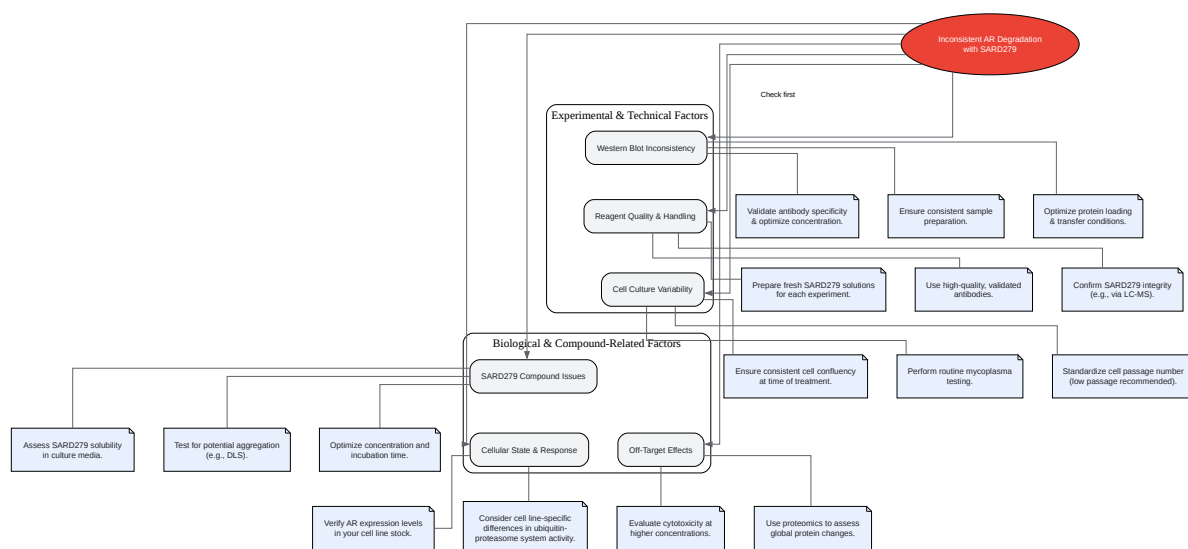 Inconsistent AR Degradation
with SARD279
Check first
Experimental & Technical Factors
Western Blot Inconsistency
Validate antibody specificity
& optimize concentration.
Ensure consistent sample
preparation.
Optimize protein loading
& transfer conditions.
Reagent Quality & Handling
Prepare fresh SARD279 solutions
for each experiment.
Use high-quality, validated
antibodies.
Confirm SARD279 integrity
(e.g., via LC-MS).
Cell Culture Variability
Ensure consistent cell confluency
at time of treatment.
Perform routine mycoplasma
testing.
Standardize cell passage number
(low passage recommended).
Biological & Compound-Related Factors
SARD279 Compound Issues
Assess SARD279 solubility
in culture media.
Test for potential aggregation
(e.g., DLS).
Optimize concentration and
incubation time.
Cellular State & Response
Off-Target Effects
Verify AR expression levels
in your cell line stock.
Consider cell line-specific
differences in ubiquitin-
proteasome system activity.
Evaluate cytotoxicity at
higher concentrations.
Use proteomics to assess
global protein changes.